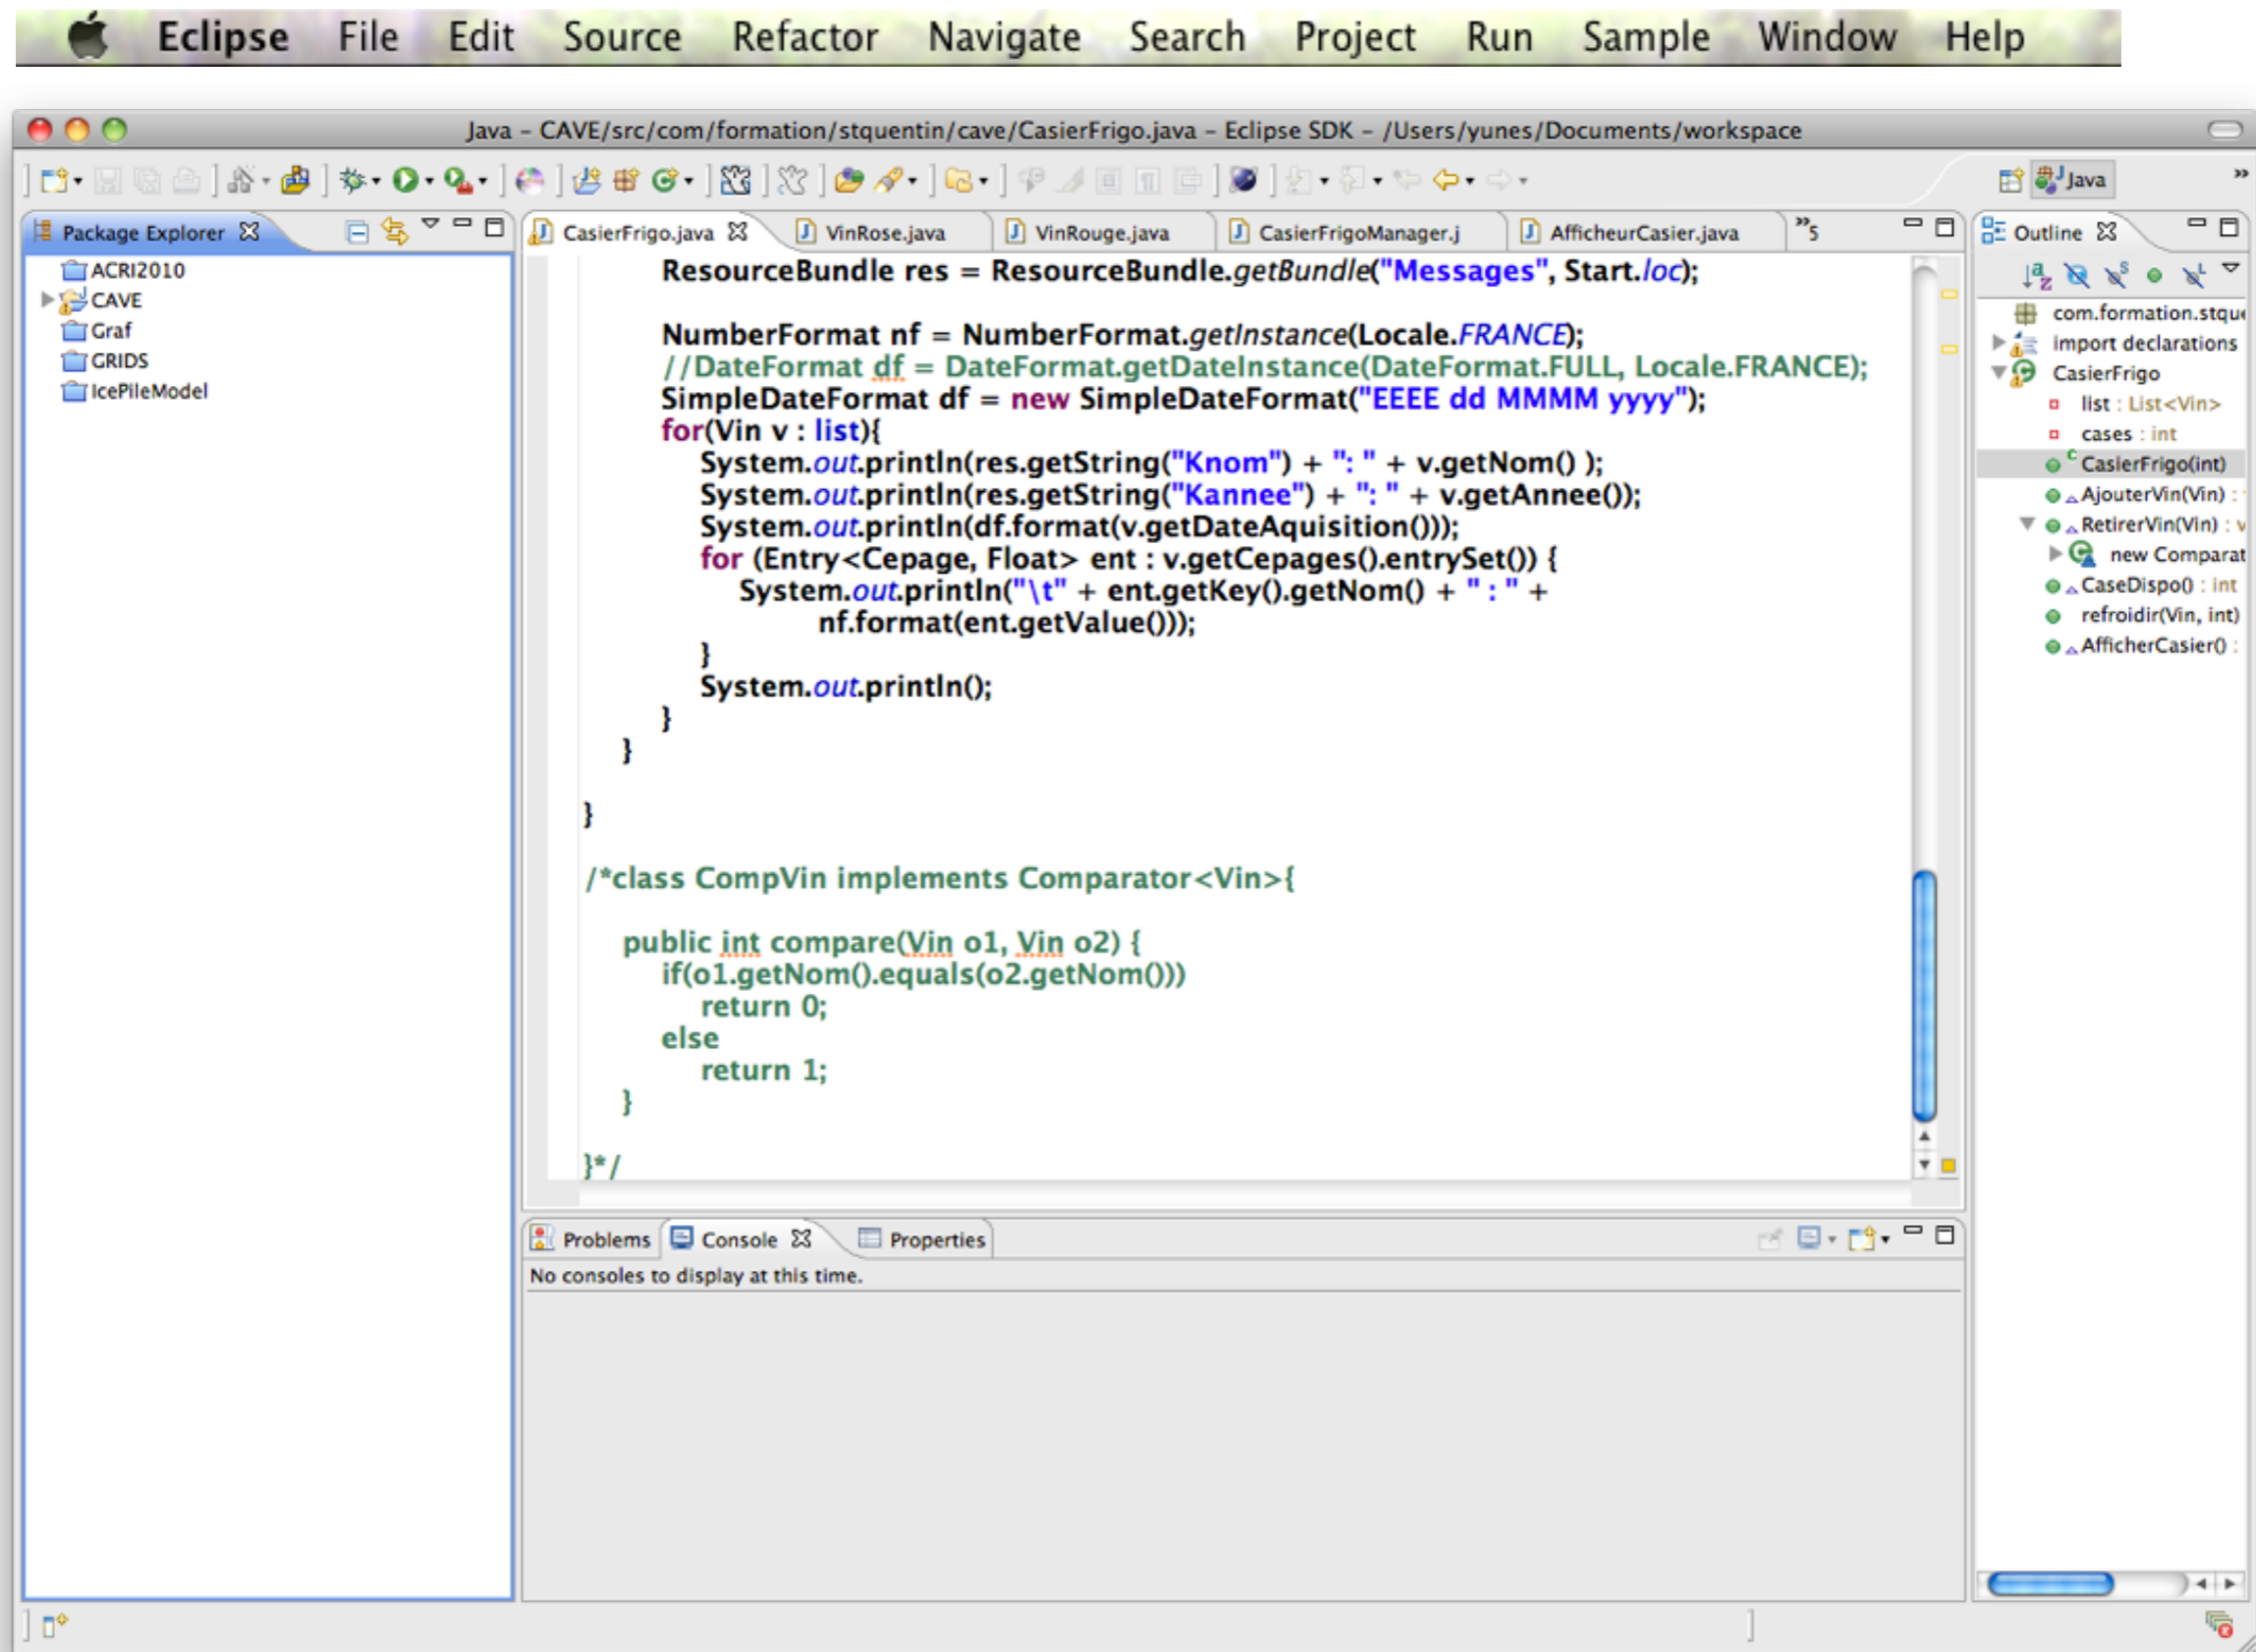 Eclipse File Edit Source Refactor Navigate Search Project Run Sample Window Help
Java – CAVE/src/com/formation/stquentin/cave/CasierFrigo.java – Eclipse SDK – /Users/yunes/Documents/workspace
Java »
Package Explorer
ACRI2010
CAVE
Graf
GRIDS
IcePileModel
CasierFrigo.java VinRose.java VinRouge.java CasierFrigoManager.j AfficheurCasier.java »5
ResourceBundle res = ResourceBundle.getBundle("Messages", Start.loc);
NumberFormat nf = NumberFormat.getInstance(Locale.FRANCE);
//DateFormat df = DateFormat.getDateInstance(DateFormat.FULL, Locale.FRANCE);
SimpleDateFormat df = new SimpleDateFormat("EEEE dd MMMM yyyy");
for(Vin v : list){
System.out.println(res.getString("Knom") + ": " + v.getNom() );
System.out.println(res.getString("Kannee") + ": " + v.getAnnee());
System.out.println(df.format(v.getDateAquisition()));
for (Entry<Cepage, Float> ent : v.getCepages().entrySet()) {
System.out.println("\t" + ent.getKey().getNom() + " : " +
nf.format(ent.getValue()));
}
System.out.println();
}
}
}
/*class CompVin implements Comparator<Vin>{
public int compare(Vin o1, Vin o2) {
if(o1.getNom().equals(o2.getNom()))
return 0;
else
return 1;
}
}*/
Problems Console Properties
No consoles to display at this time.
Outline
com.formation.stqu
import declarations
CasierFrigo
list : List<Vin>
cases : int
CasierFrigo(int)
AjouterVin(Vin) :
RetirerVin(Vin) : v
new Comparat
CaseDispo() : int
refroidir(Vin, int)
AfficherCasier() :